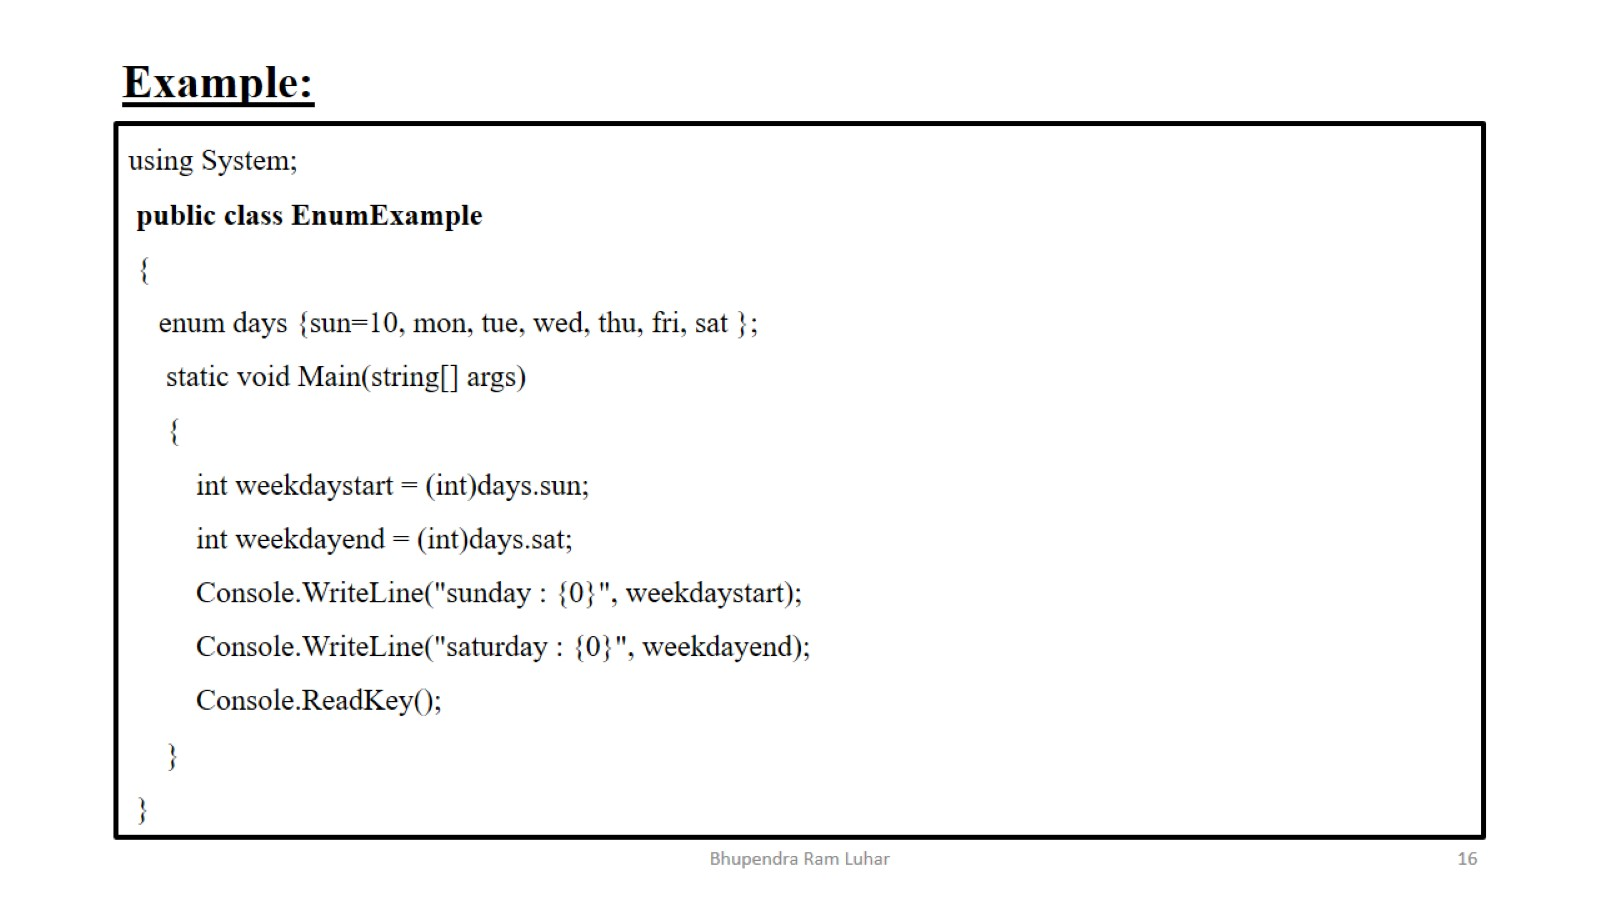 Example:
using System;
public class EnumExample
{
enum days {sun=10, mon, tue, wed, thu, fri, sat };
static void Main(string[] args)
{
int weekdaystart = (int)days.sun;
int weekdayend = (int)days.sat;
Console.WriteLine("sunday : {0}", weekdaystart);
Console.WriteLine("saturday : {0}", weekdayend);
Console.ReadKey();
}
}
Bhupendra Ram Luhar
16